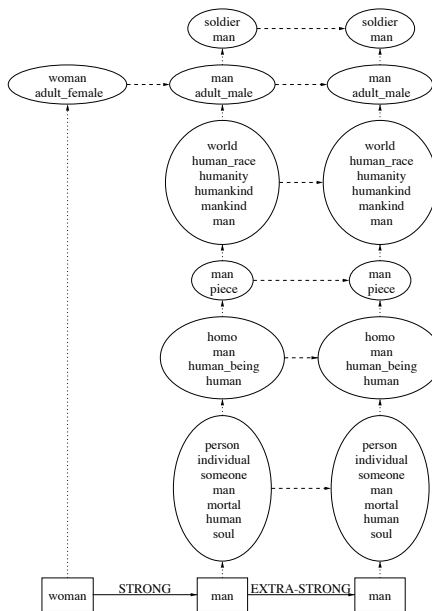 soldier
man
soldier
man
woman
adult_female
man
adult_male
man
adult_male
world
human_race
humanity
humankind
mankind
man
world
human_race
humanity
humankind
mankind
man
man
piece
man
piece
homo
man
human_being
human
homo
man
human_being
human
person
individual
someone
man
mortal
human
soul
person
individual
someone
man
mortal
human
soul
woman
STRONG
man
EXTRA-STRONG
man